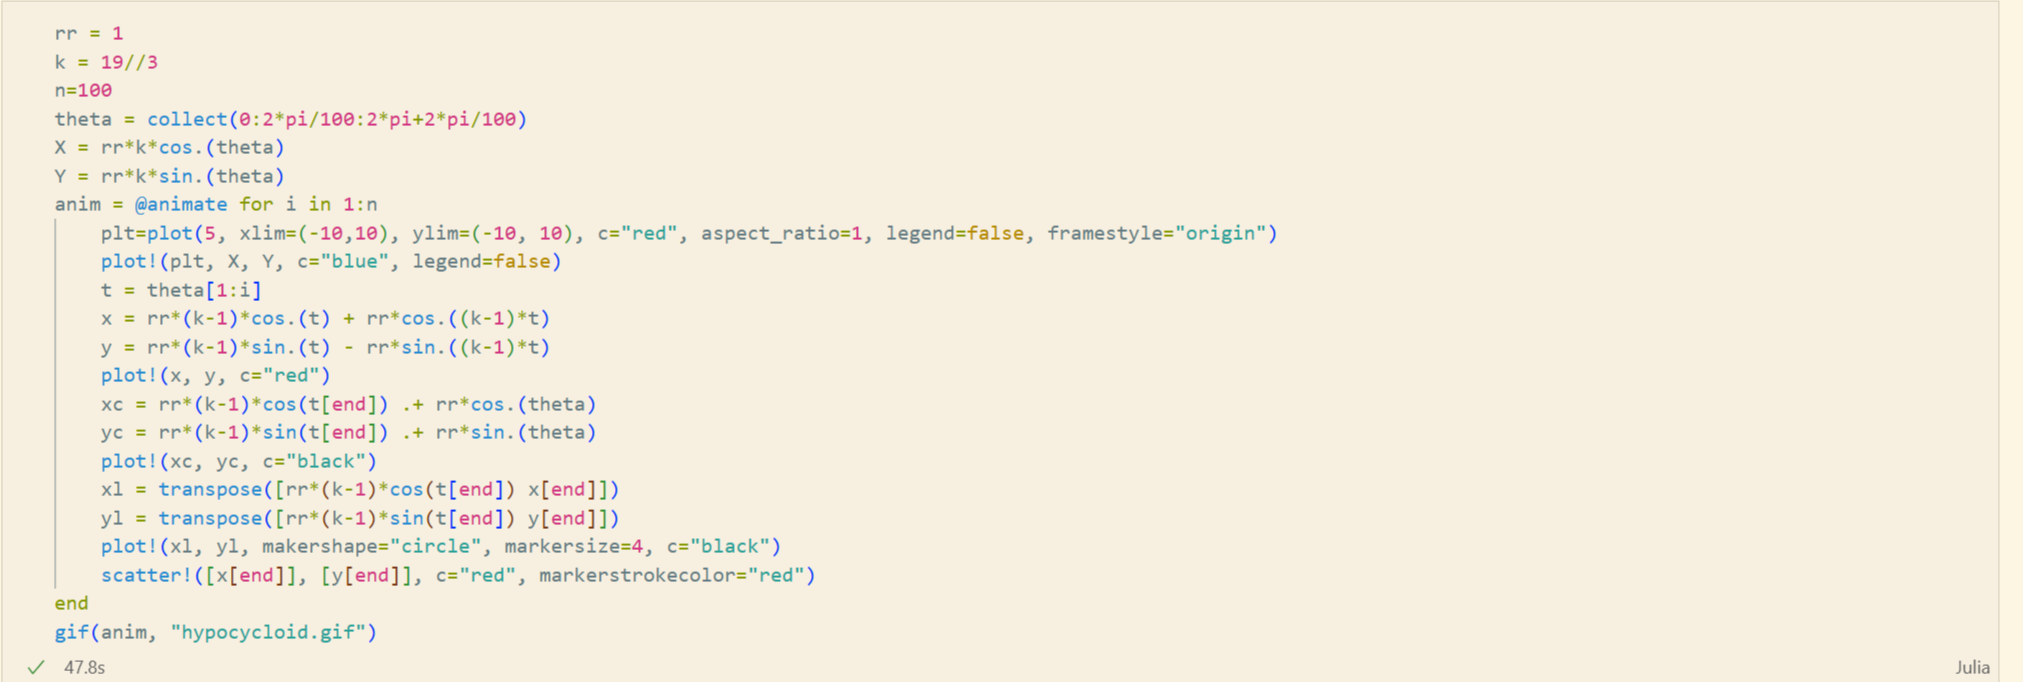 rr = 1
k = 19//3
n=100
theta = collect(0:2*pi/100:2*pi+2*pi/100)
X = rr*k*cos.(theta)
Y = rr*k*sin.(theta)
anim = @animate for i in 1:n
    plt=plot(5, xlim=(-10,10), ylim=(-10, 10), c="red", aspect_ratio=1, legend=false, framestyle="origin")
    plot!(plt, X, Y, c="blue", legend=false)
    t = theta[1:i]
    x = rr*(k-1)*cos.(t) + rr*cos.((k-1)*t)
    y = rr*(k-1)*sin.(t) - rr*sin.((k-1)*t)
    plot!(x, y, c="red")
    xc = rr*(k-1)*cos(t[end]) .+ rr*cos.(theta)
    yc = rr*(k-1)*sin(t[end]) .+ rr*sin.(theta)
    plot!(xc, yc, c="black")
    xl = transpose([rr*(k-1)*cos(t[end]) x[end]])
    yl = transpose([rr*(k-1)*sin(t[end]) y[end]])
    plot!(xl, yl, makershape="circle", markersize=4, c="black")
    scatter!([x[end]], [y[end]], c="red", markerstrokecolor="red")
end
gif(anim, "hypocycloid.gif")
47.8s
Julia